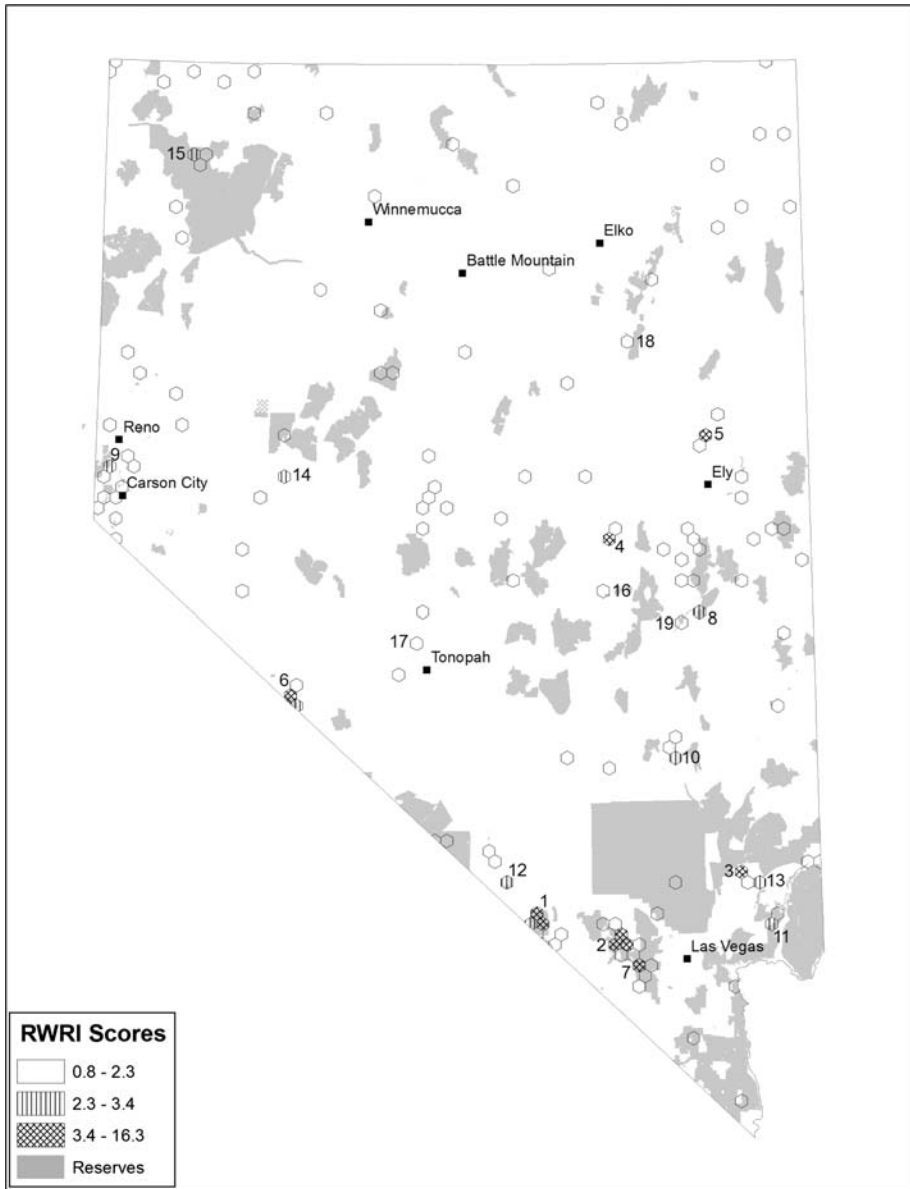 15
Winnemucca
Elko
Battle Mountain
18
Reno
5
9
Ely
14
Carson City
4
16
8
19
17
Tonopah
6
10
3
13
12
1
11
2
Las Vegas
7
RWRI Scores
0.8 - 2.3
2.3 - 3.4
3.4 - 16.3
Reserves